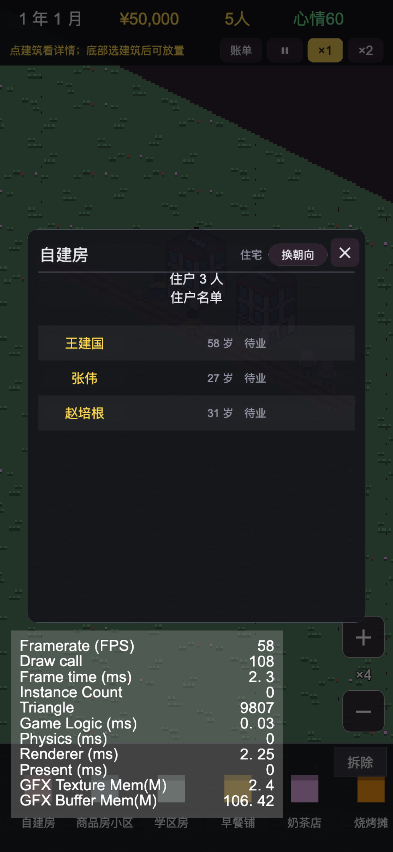 1 年 1 月 ¥50,000 5人 心情60
点建筑看详情；底部选建筑后可放置 账单 ×1 ×2
自建房 住宅 换朝向
住户 3 人
住户名单
王建国 58 岁 待业
张伟 27 岁 待业
赵培根 31 岁 待业
Framerate (FPS) 58
Draw call 108
Frame time (ms) 2. 3
Instance Count 0
Triangle 9807
Game Logic (ms) 0. 03
Physics (ms) 0
Renderer (ms) 2. 25
Present (ms) 0
GFX Texture Mem(M) 2. 4
GFX Buffer Mem(M) 106. 42
×4
拆除
自建房 商品房小区 学区房 早餐铺 奶茶店 烧烤摊